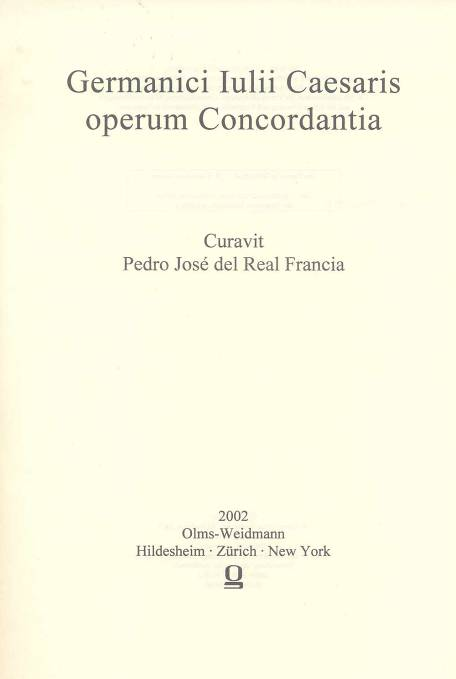 Germanici Iulii Caesaris
operum Concordantia
Curavit
Pedro José del Real Francia
2002
Olms-Weidmann
Hildesheim · Zürich · New York